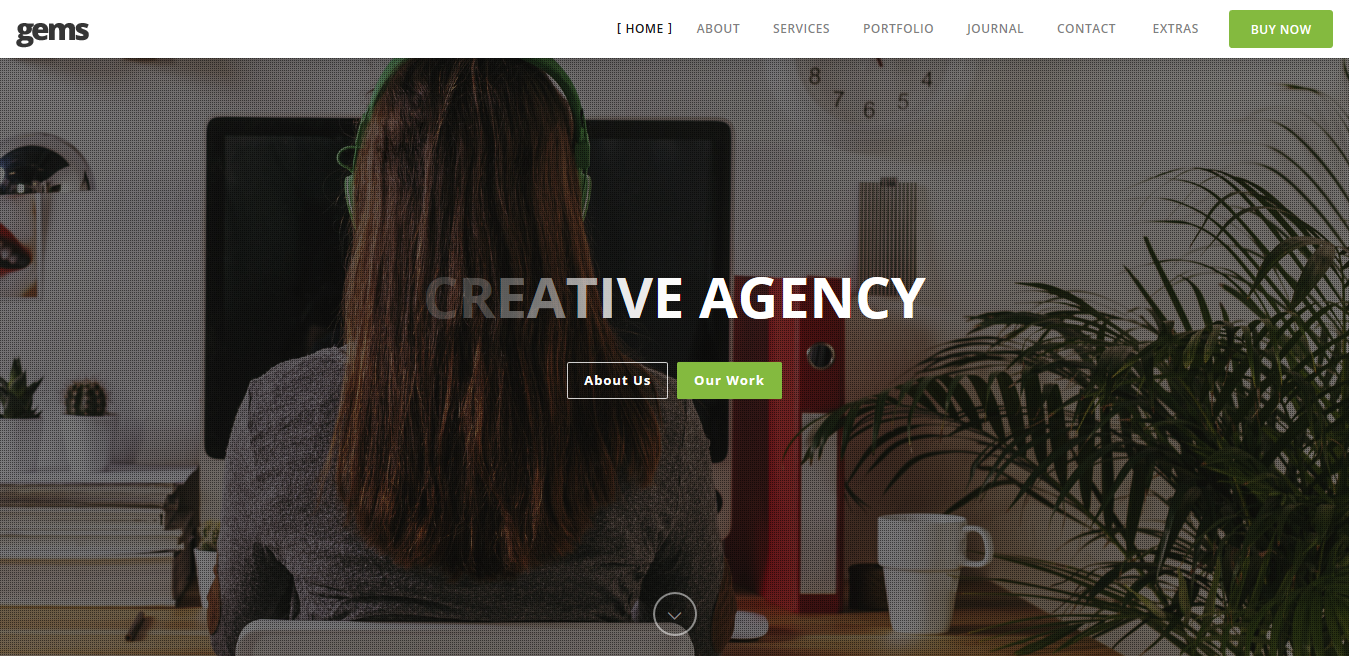 gems
[ HOME ] ABOUT SERVICES PORTFOLIO JOURNAL CONTACT EXTRAS BUY NOW
8 7 6 5 4
CREATIVE AGENCY
About Us Our Work